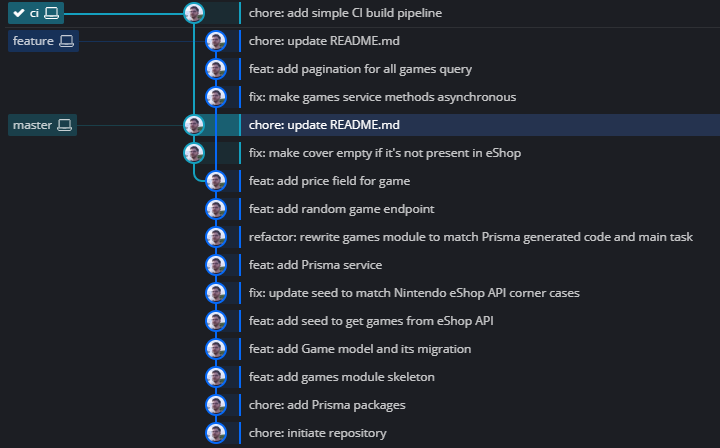 ci chore: add simple CI build pipeline
feature chore: update README.md
feat: add pagination for all games query
fix: make games service methods asynchronous
master chore: update README.md
fix: make cover empty if it's not present in eShop
feat: add price field for game
feat: add random game endpoint
refactor: rewrite games module to match Prisma generated code and main task
feat: add Prisma service
fix: update seed to match Nintendo eShop API corner cases
feat: add seed to get games from eShop API
feat: add Game model and its migration
feat: add games module skeleton
chore: add Prisma packages
chore: initiate repository